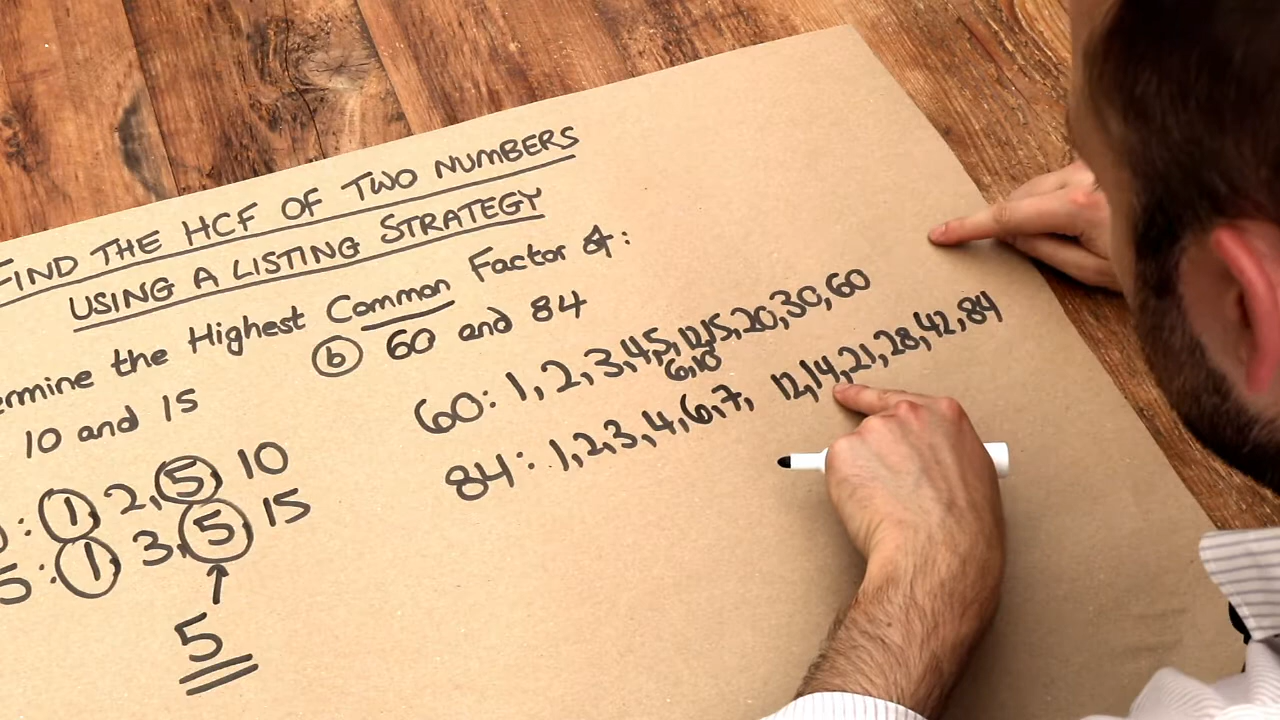 FIND THE HCF OF TWO NUMBERS
USING A LISTING STRATEGY
the Highest Common Factor of:
10 and 15
(b) 60 and 84
: 1, 2, 5, 10
5: 1, 3, 5, 15
5
60: 1, 2, 3, 4, 5, 12, 15, 20, 30, 60
6, 10
84: 1, 2, 3, 4, 6, 7, 12, 14, 21, 28, 42, 84